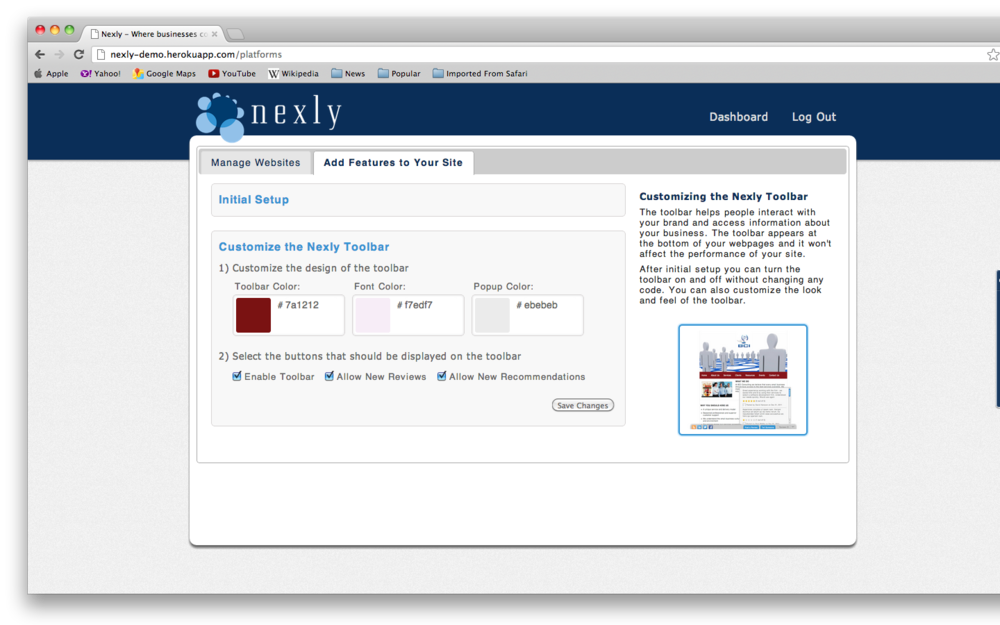 Nexly – Where businesses co
nexly-demo.herokuapp.com/platforms
Apple Yahoo! Google Maps YouTube Wikipedia News Popular Imported From Safari
nexly
Dashboard Log Out
Manage Websites Add Features to Your Site
Initial Setup
Customize the Nexly Toolbar
1) Customize the design of the toolbar
Toolbar Color: Font Color: Popup Color:
# 7a1212 # f7edf7 # ebebeb
2) Select the buttons that should be displayed on the toolbar
Enable Toolbar Allow New Reviews Allow New Recommendations
Save Changes
Customizing the Nexly Toolbar
The toolbar helps people interact with
your brand and access information about
your business. The toolbar appears at
the bottom of your webpages and it won't
affect the performance of your site.
After initial setup you can turn the
toolbar on and off without changing any
code. You can also customize the look
and feel of the toolbar.